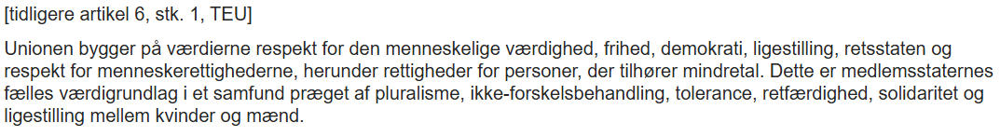 [tidligere artikel 6, stk. 1, TEU]
Unionen bygger på værdierne respekt for den menneskelige værdighed, frihed, demokrati, ligestilling, retsstaten og
respekt for menneskerettighederne, herunder rettigheder for personer, der tilhører mindretal. Dette er medlemsstaternes
fælles værdigrundlag i et samfund præget af pluralisme, ikke-forskelsbehandling, tolerance, retfærdighed, solidaritet og
ligestilling mellem kvinder og mænd.